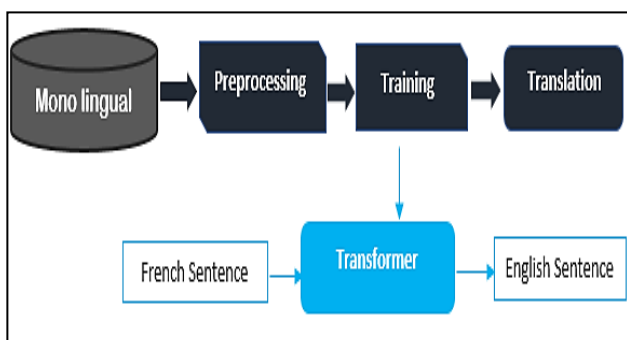 Mono lingual
Preprocessing
Training
Translation
French Sentence
Transformer
English Sentence